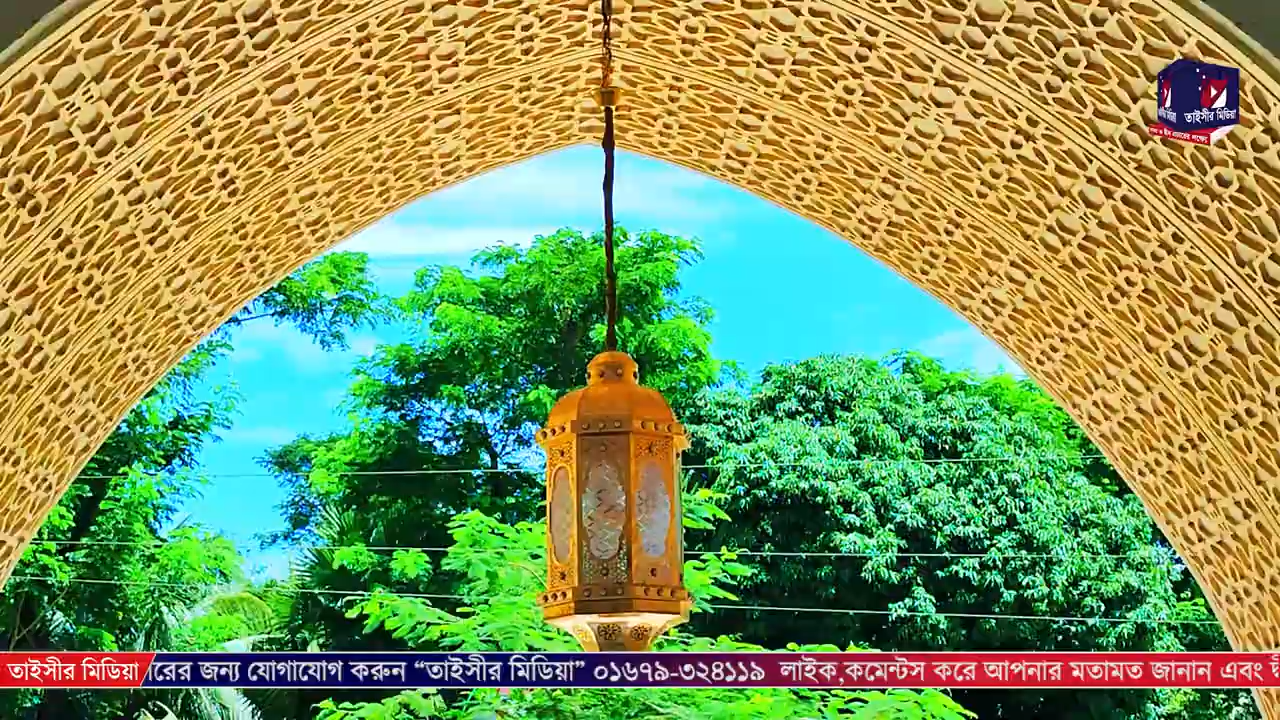 তাইসীর মিডিয়া
তাইসীর মিডিয়া
রের জন্য যোগাযোগ করুন “তাইসীর মিডিয়া” ০১৬৭৯-৩২৪১১৯ লাইক,কমেন্টস করে আপনার মতামত জানান এবং